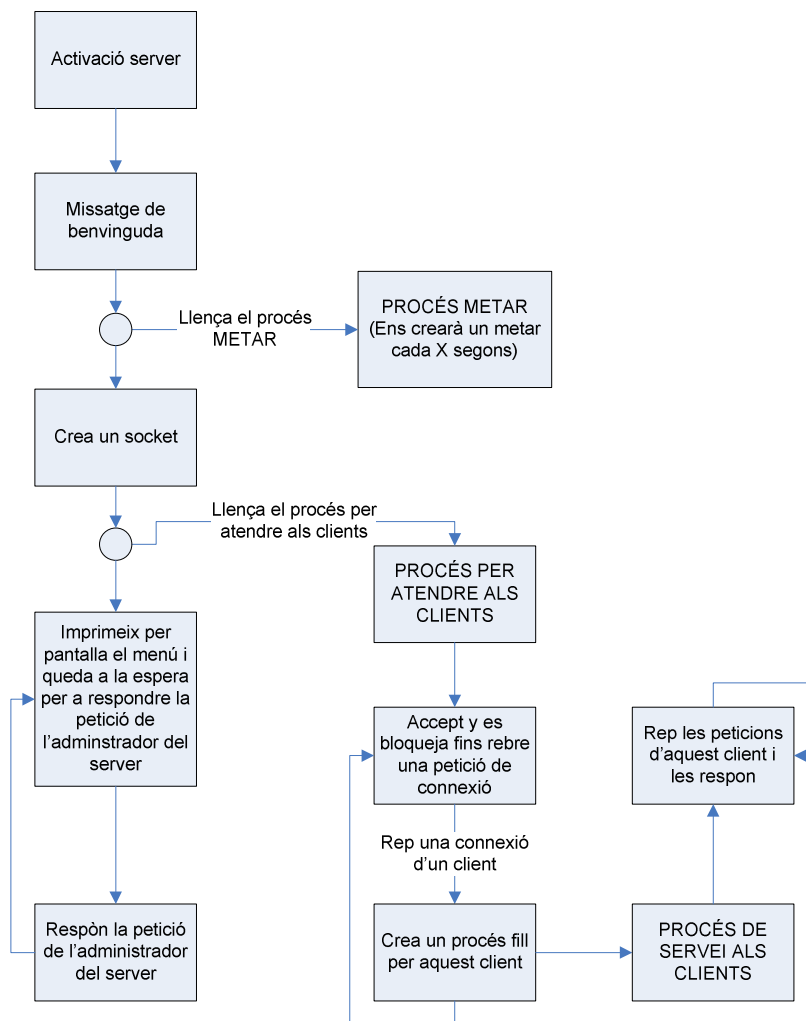 Activació server
Missatge de
benvinguda
Llença el procés
METAR
PROCÉS METAR
(Ens crearà un metar
cada X segons)
Crea un socket
Llença el procés per
atendre als clients
PROCÉS PER
ATENDRE ALS
CLIENTS
Imprimeix per
pantalla el menú i
queda a la espera
per a respondre la
petició de
l’adminstrador del
server
Accept y es
bloqueja fins rebre
una petició de
connexió
Rep les peticions
d’aquest client i
les respon
Rep una connexió
d’un client
Respòn la petició
de l’administrador
del server
Crea un procés fill
per aquest client
PROCÉS DE
SERVEI ALS
CLIENTS